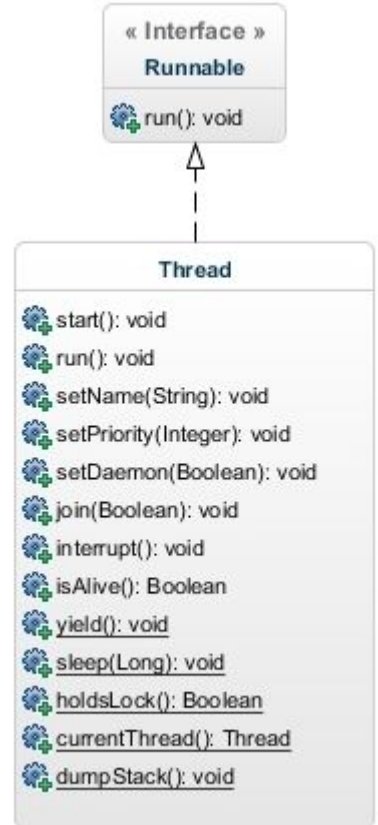 « Interface »
Runnable
run(): void
Thread
start(): void
run(): void
setName(String): void
setPriority(Integer): void
setDaemon(Boolean): void
join(Boolean): void
interrupt(): void
isAlive(): Boolean
yield(): void
sleep(Long): void
holdsLock(): Boolean
currentThread(): Thread
dumpStack(): void